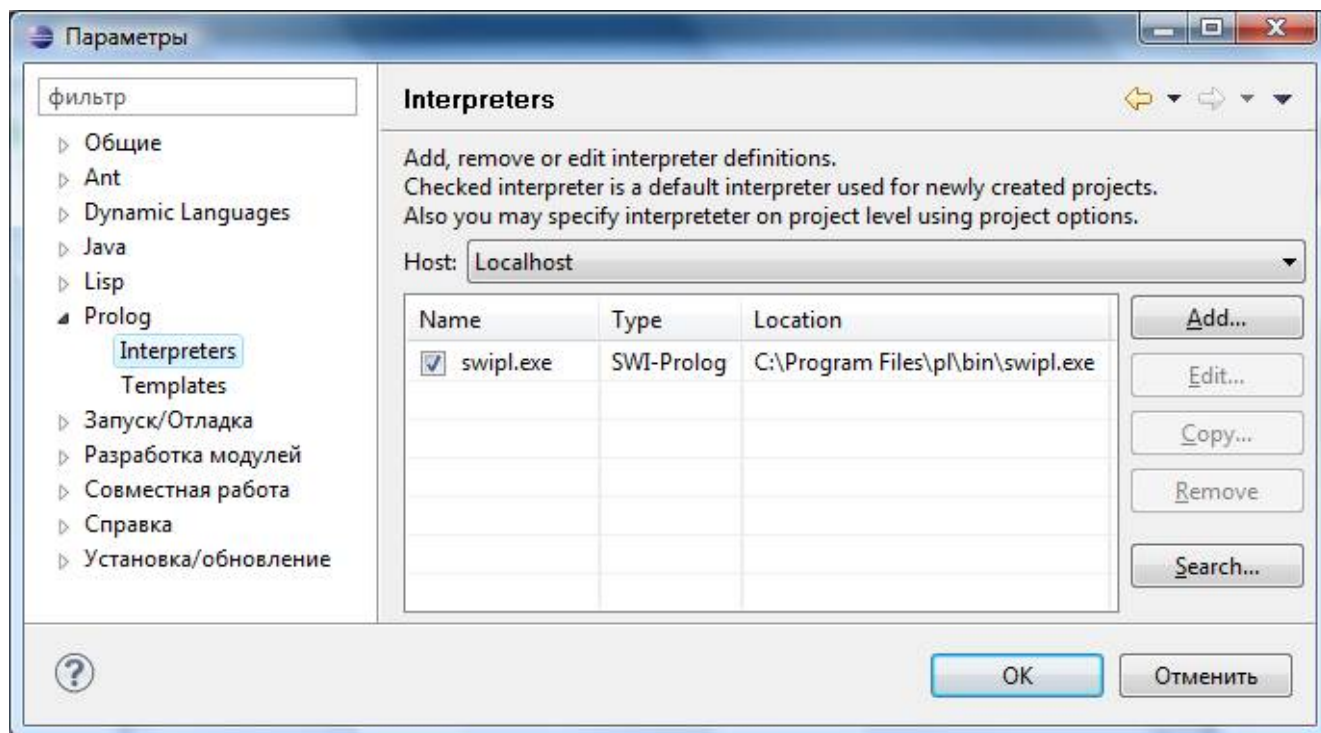 Параметры
фильтр
Общие
Ant
Dynamic Languages
Java
Lisp
Prolog
Interpreters
Templates
Запуск/Отладка
Разработка модулей
Совместная работа
Справка
Установка/обновление
Interpreters
Add, remove or edit interpreter definitions.
Checked interpreter is a default interpreter used for newly created projects.
Also you may specify interpreteter on project level using project options.
Host: Localhost
Name Type Location
swipl.exe SWI-Prolog C:\Program Files\pl\bin\swipl.exe
Add...
Edit...
Copy...
Remove
Search...
?
OK Отменить